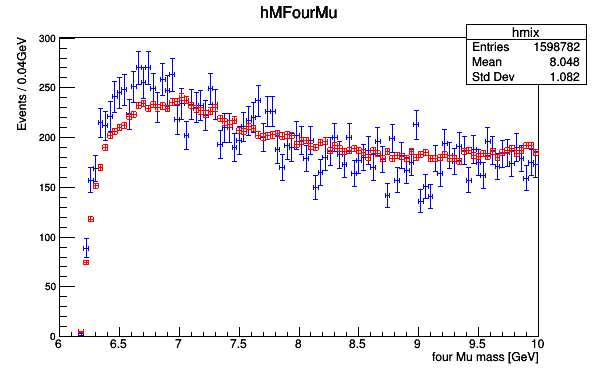 hMFourMu
hmix
Entries 1598782
Mean 8.048
Std Dev 1.082
Events / 0.04GeV
300
250
200
150
100
50
0
6 6.5 7 7.5 8 8.5 9 9.5 10
four Mu mass [GeV]